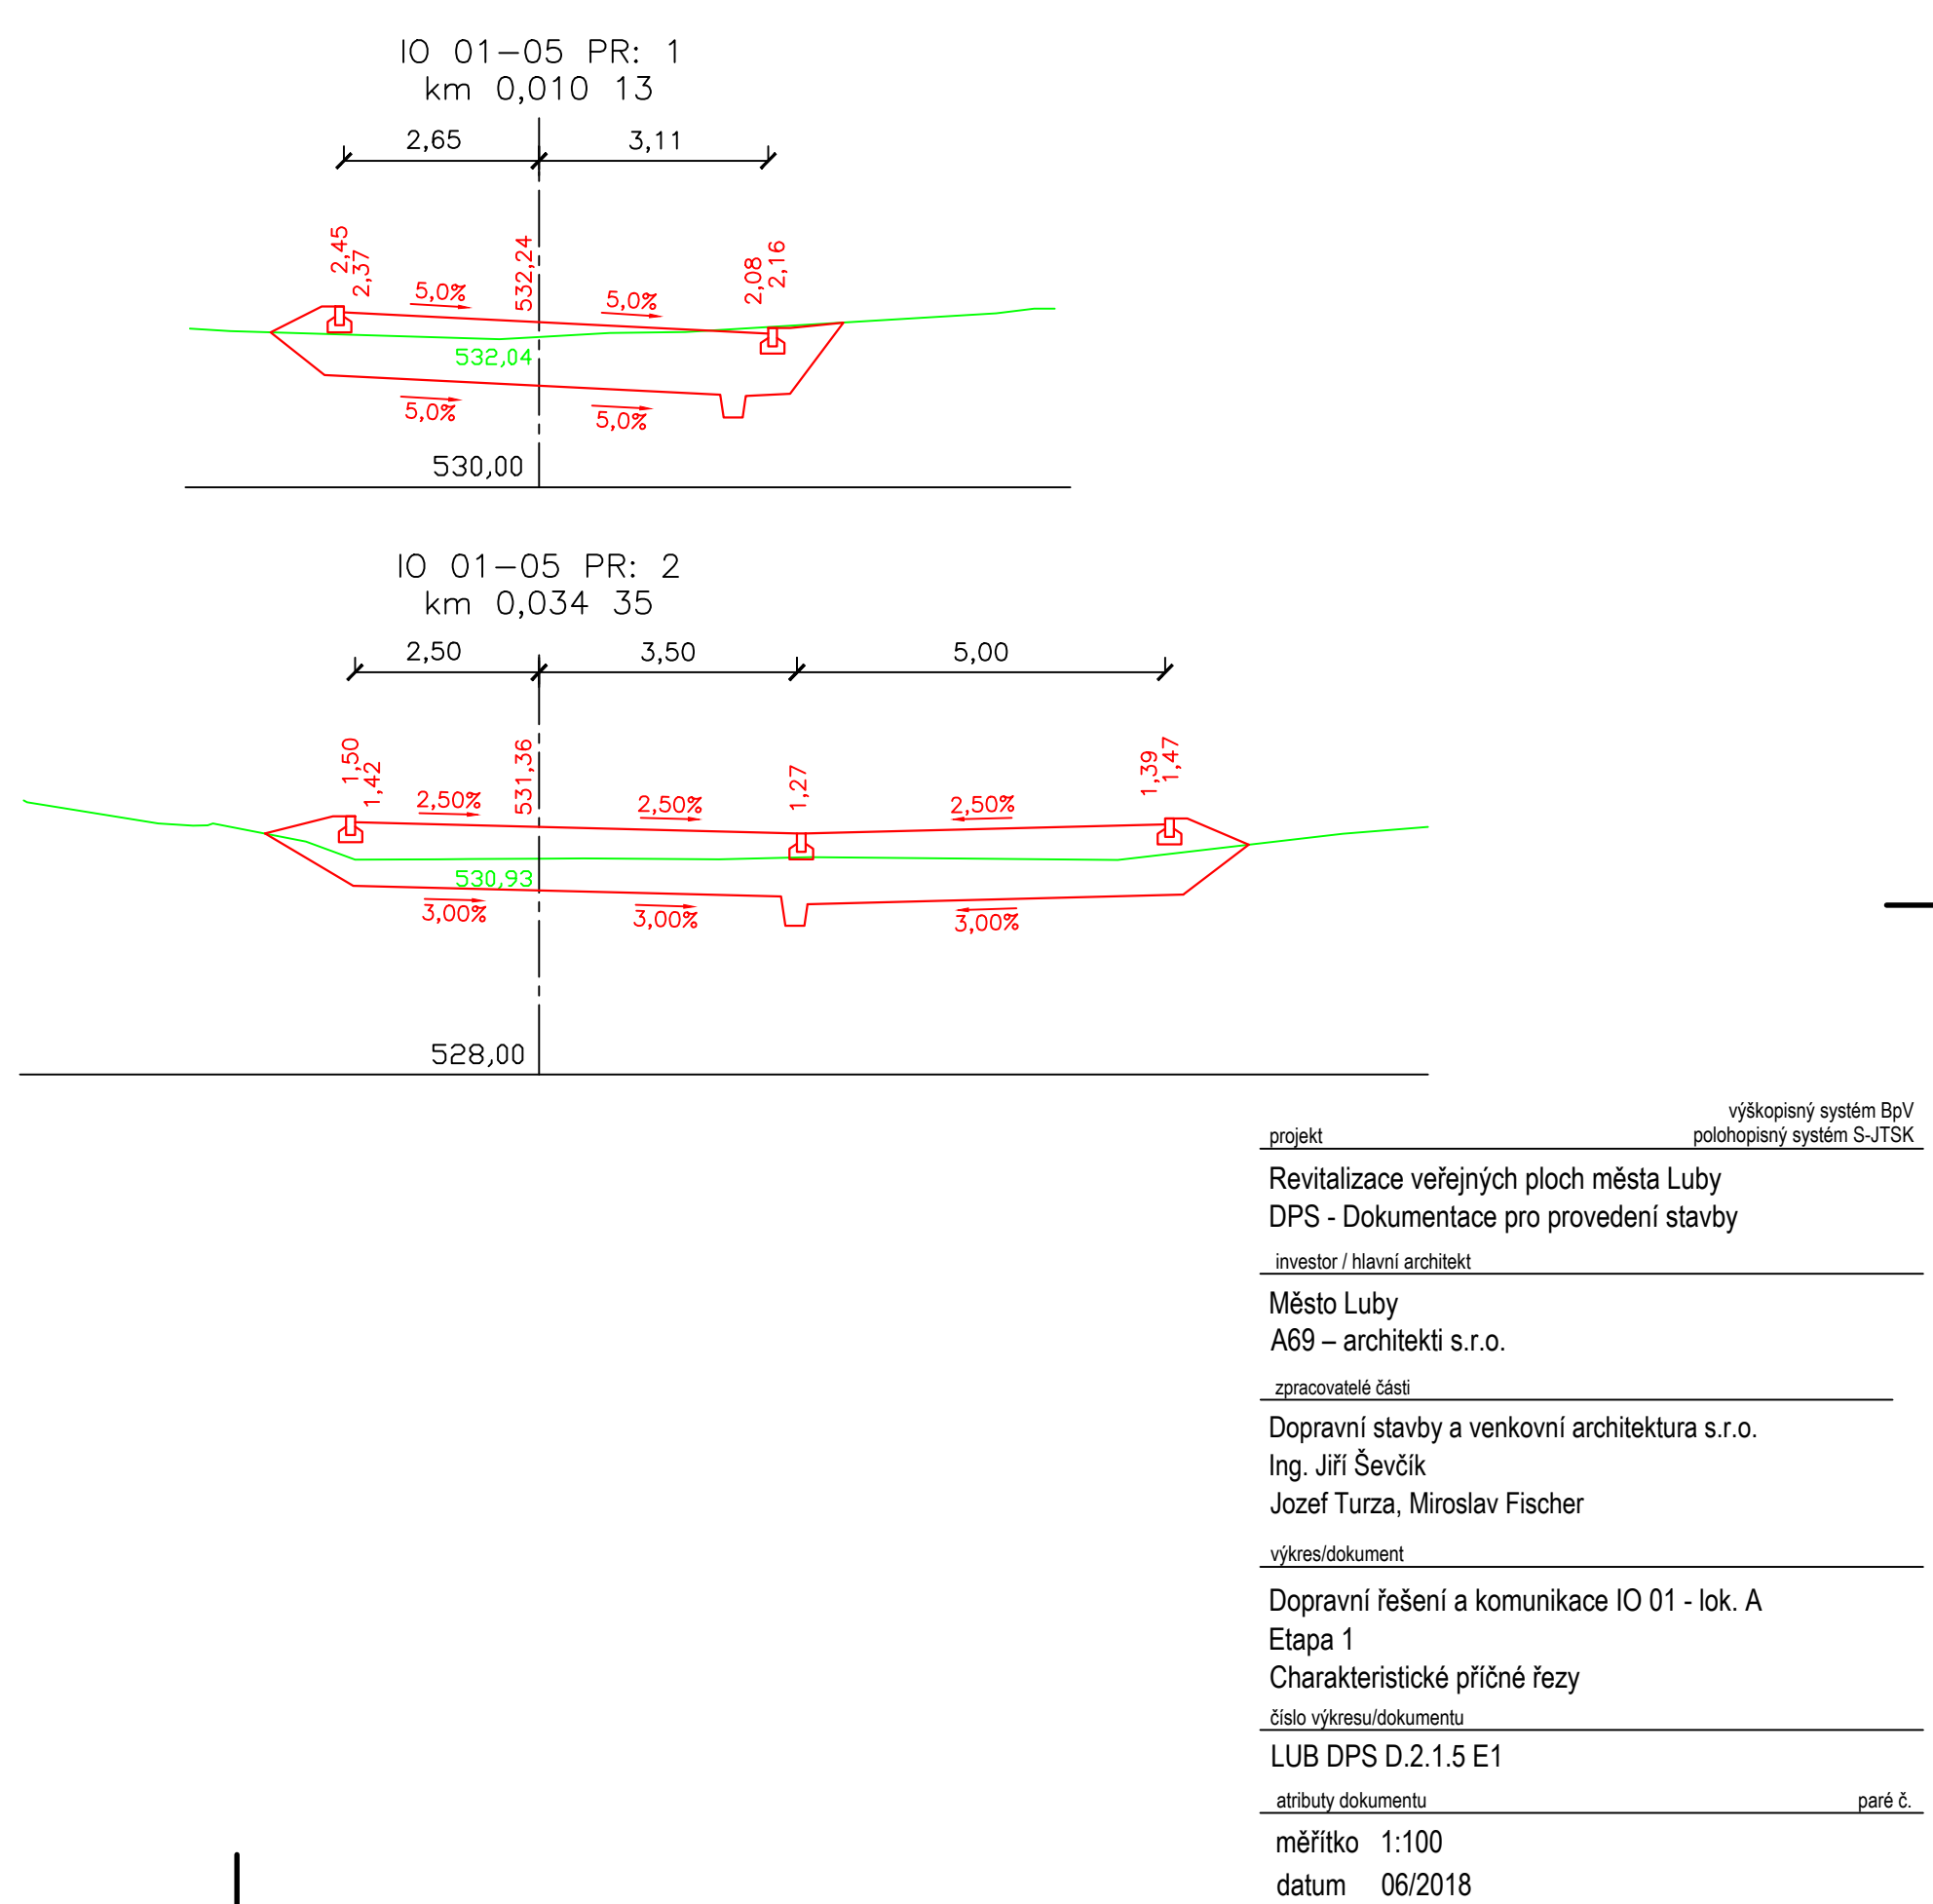 IO 01-05 PR: 1
km 0,010 13
2,65 3,11
2,45
2,37
532,24
2,08
2,16
5,0% 5,0%
532,04
5,0% 5,0%
530,00
IO 01-05 PR: 2
km 0,034 35
2,50 3,50 5,00
1,50
1,42
531,36
1,27
1,39
1,47
2,50% 2,50% 2,50%
530,93
3,00% 3,00% 3,00%
528,00
výškopisný systém BpV
projekt polohopisný systém S-JTSK
Revitalizace veřejných ploch města Luby
DPS - Dokumentace pro provedení stavby
investor / hlavní architekt
Město Luby
A69 – architekti s.r.o.
zpracovatelé části
Dopravní stavby a venkovní architektura s.r.o.
Ing. Jiří Ševčík
Jozef Turza, Miroslav Fischer
výkres/dokument
Dopravní řešení a komunikace IO 01 - lok. A
Etapa 1
Charakteristické příčné řezy
číslo výkresu/dokumentu
LUB DPS D.2.1.5 E1
atributy dokumentu paré č.
měřítko 1:100
datum 06/2018